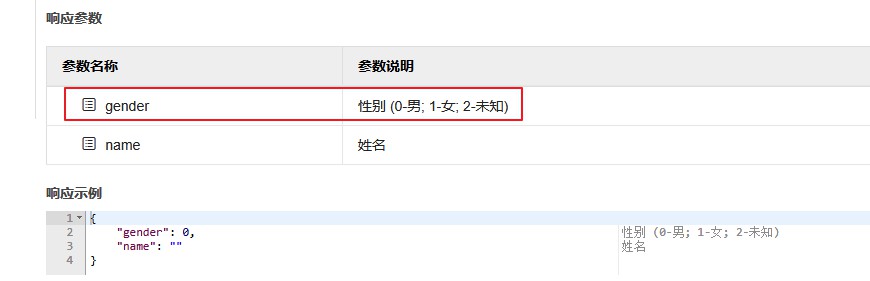 响应参数
参数名称 参数说明
gender 性别 (0-男; 1-女; 2-未知)
name 姓名
响应示例
1 {
2 "gender": 0, 性别 (0-男; 1-女; 2-未知)
3 "name": "" 姓名
4 }